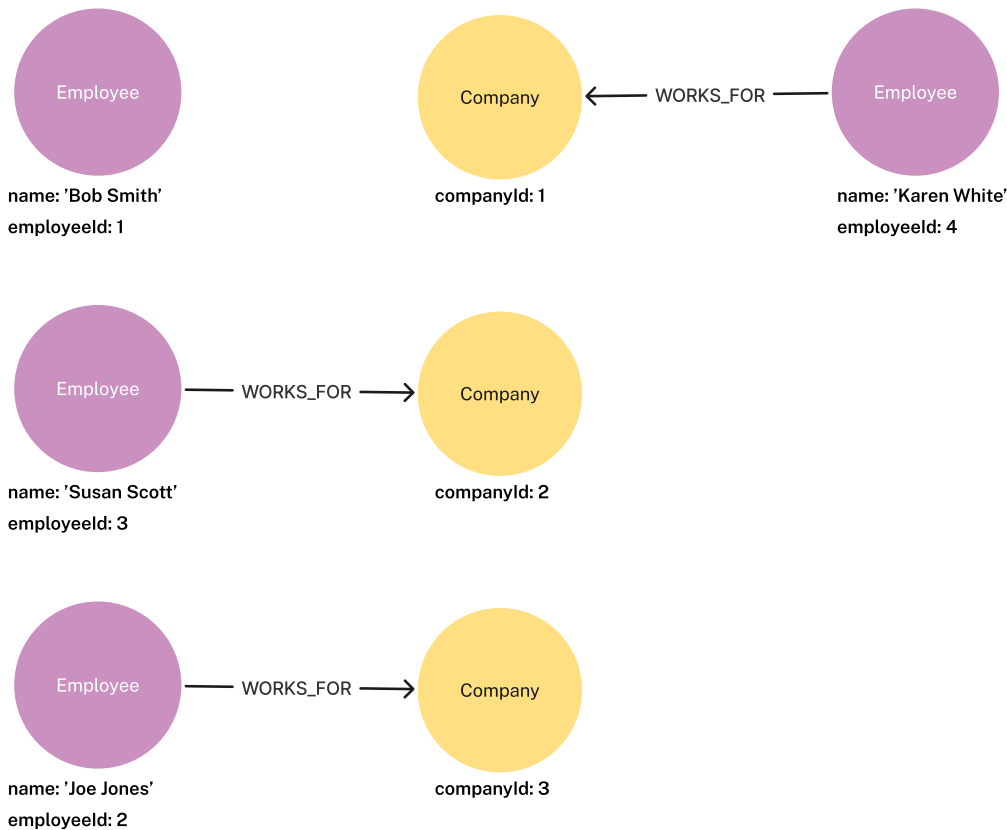 Employee
Company
WORKS_FOR
Employee
name: ’Bob Smith’
employeeId: 1
companyId: 1
name: ’Karen White’
employeeId: 4
Employee
WORKS_FOR
Company
name: ’Susan Scott’
employeeId: 3
companyId: 2
Employee
WORKS_FOR
Company
name: ’Joe Jones’
employeeId: 2
companyId: 3